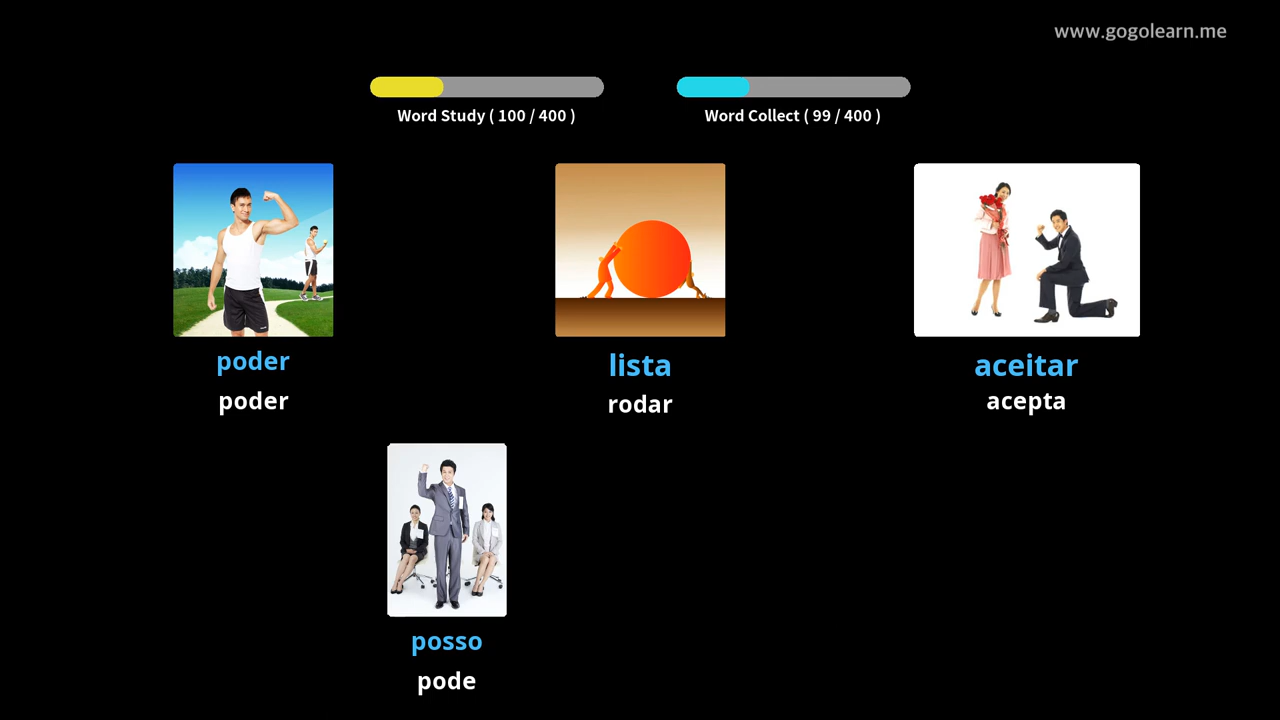 www.gogolearn.me
Word Study ( 100 / 400 )
Word Collect ( 99 / 400 )
poder
poder
lista
rodar
aceitar
acepta
posso
pode